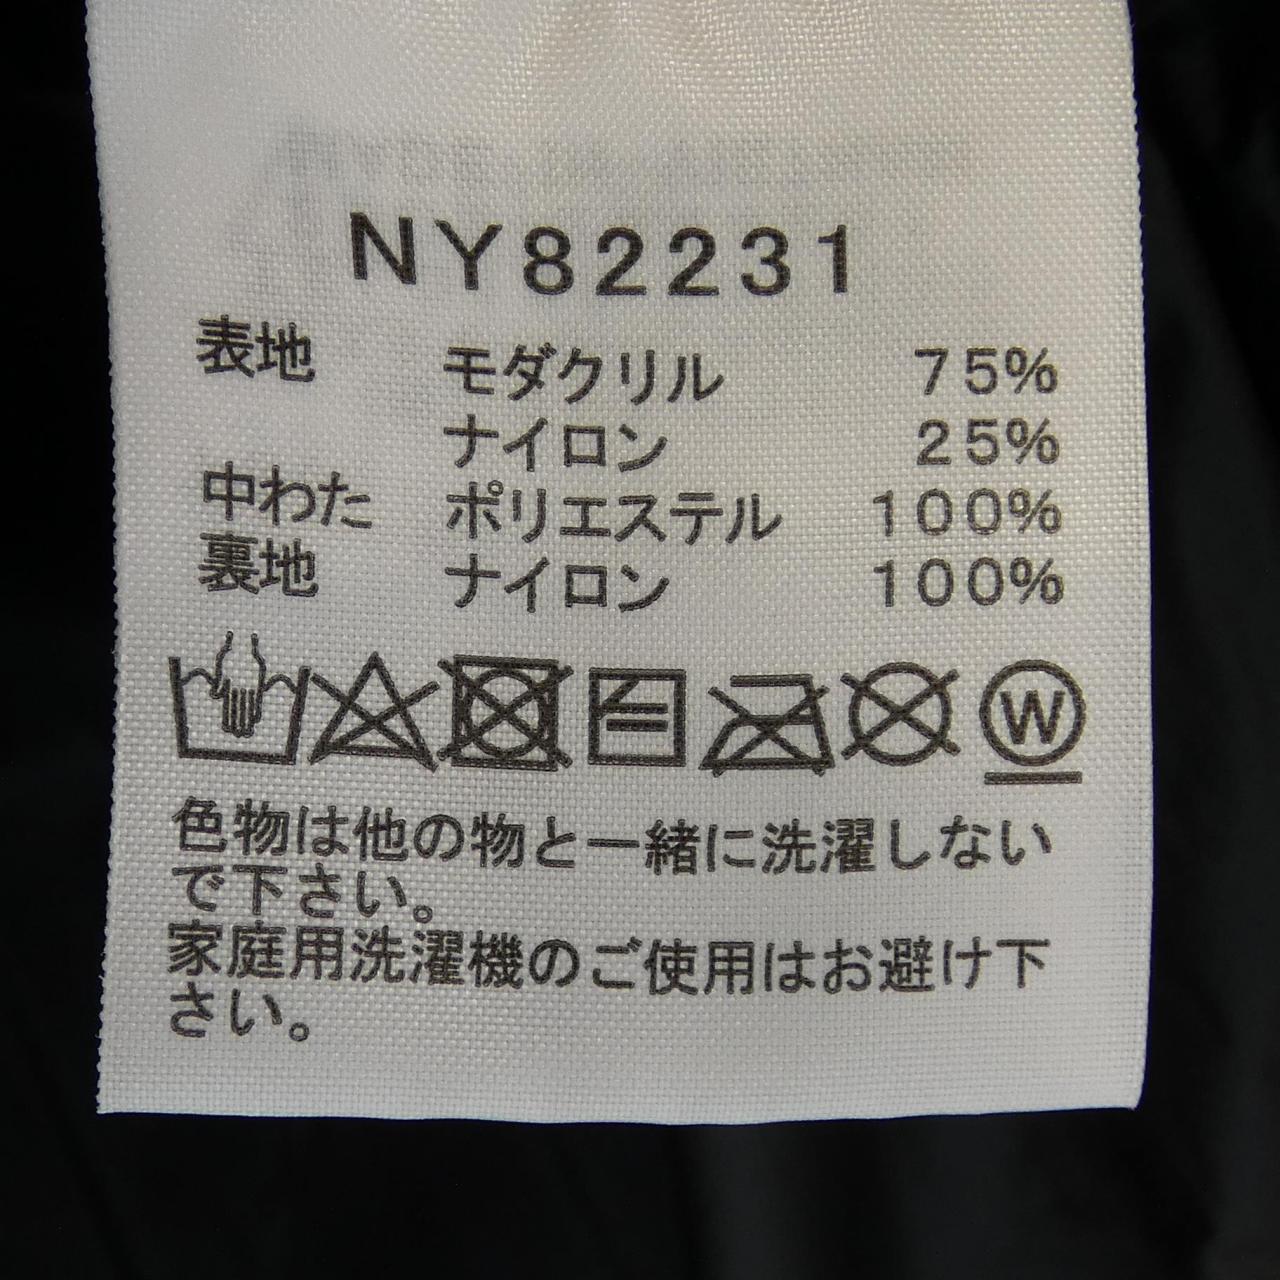 NY82231
表地 モダクリル 75%
ナイロン 25%
中わた ポリエステル 100%
裏地 ナイロン 100%
W
色物は他の物と一緒に洗濯しない
で下さい。
家庭用洗濯機のご使用はお避け下
さい。